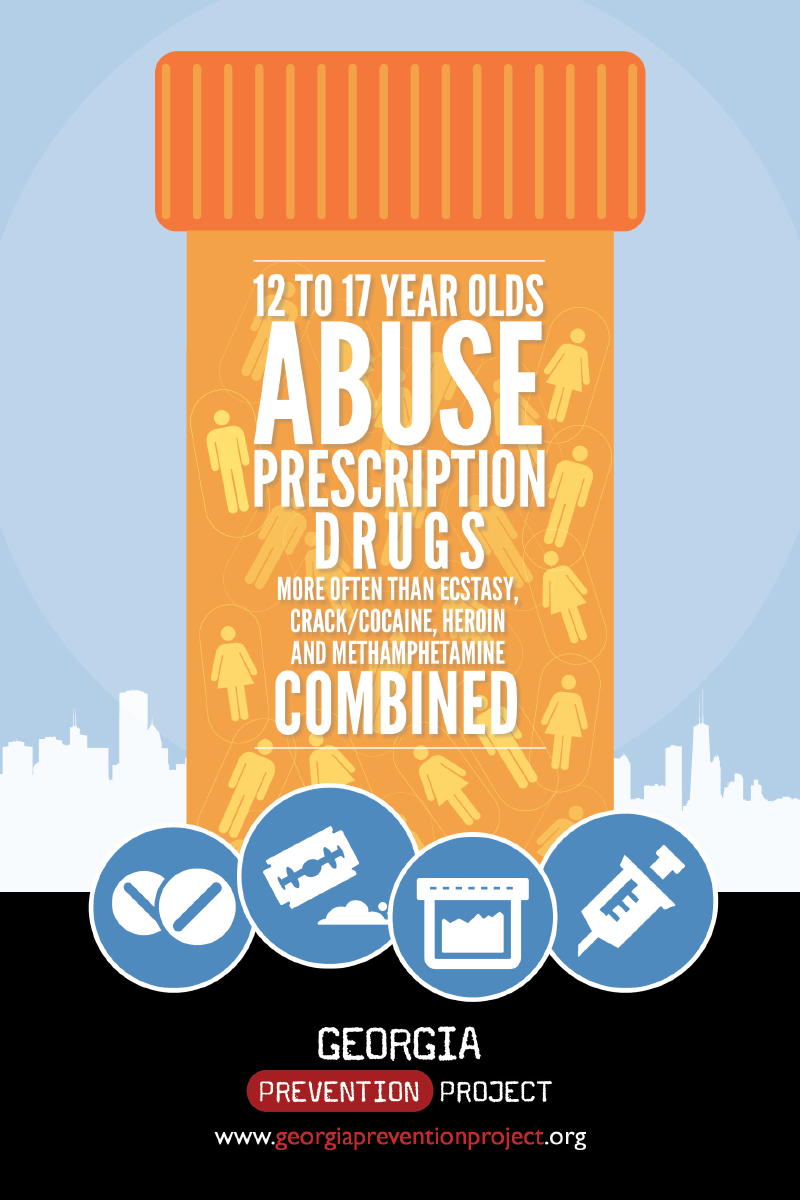 12 TO 17 YEAR OLDS
ABUSE
PRESCRIPTION
DRUGS
MORE OFTEN THAN ECSTASY,
CRACK/COCAINE, HEROIN
AND METHAMPHETAMINE
COMBINED
GEORGIA
PREVENTION PROJECT
www.georgiapreventionproject.org